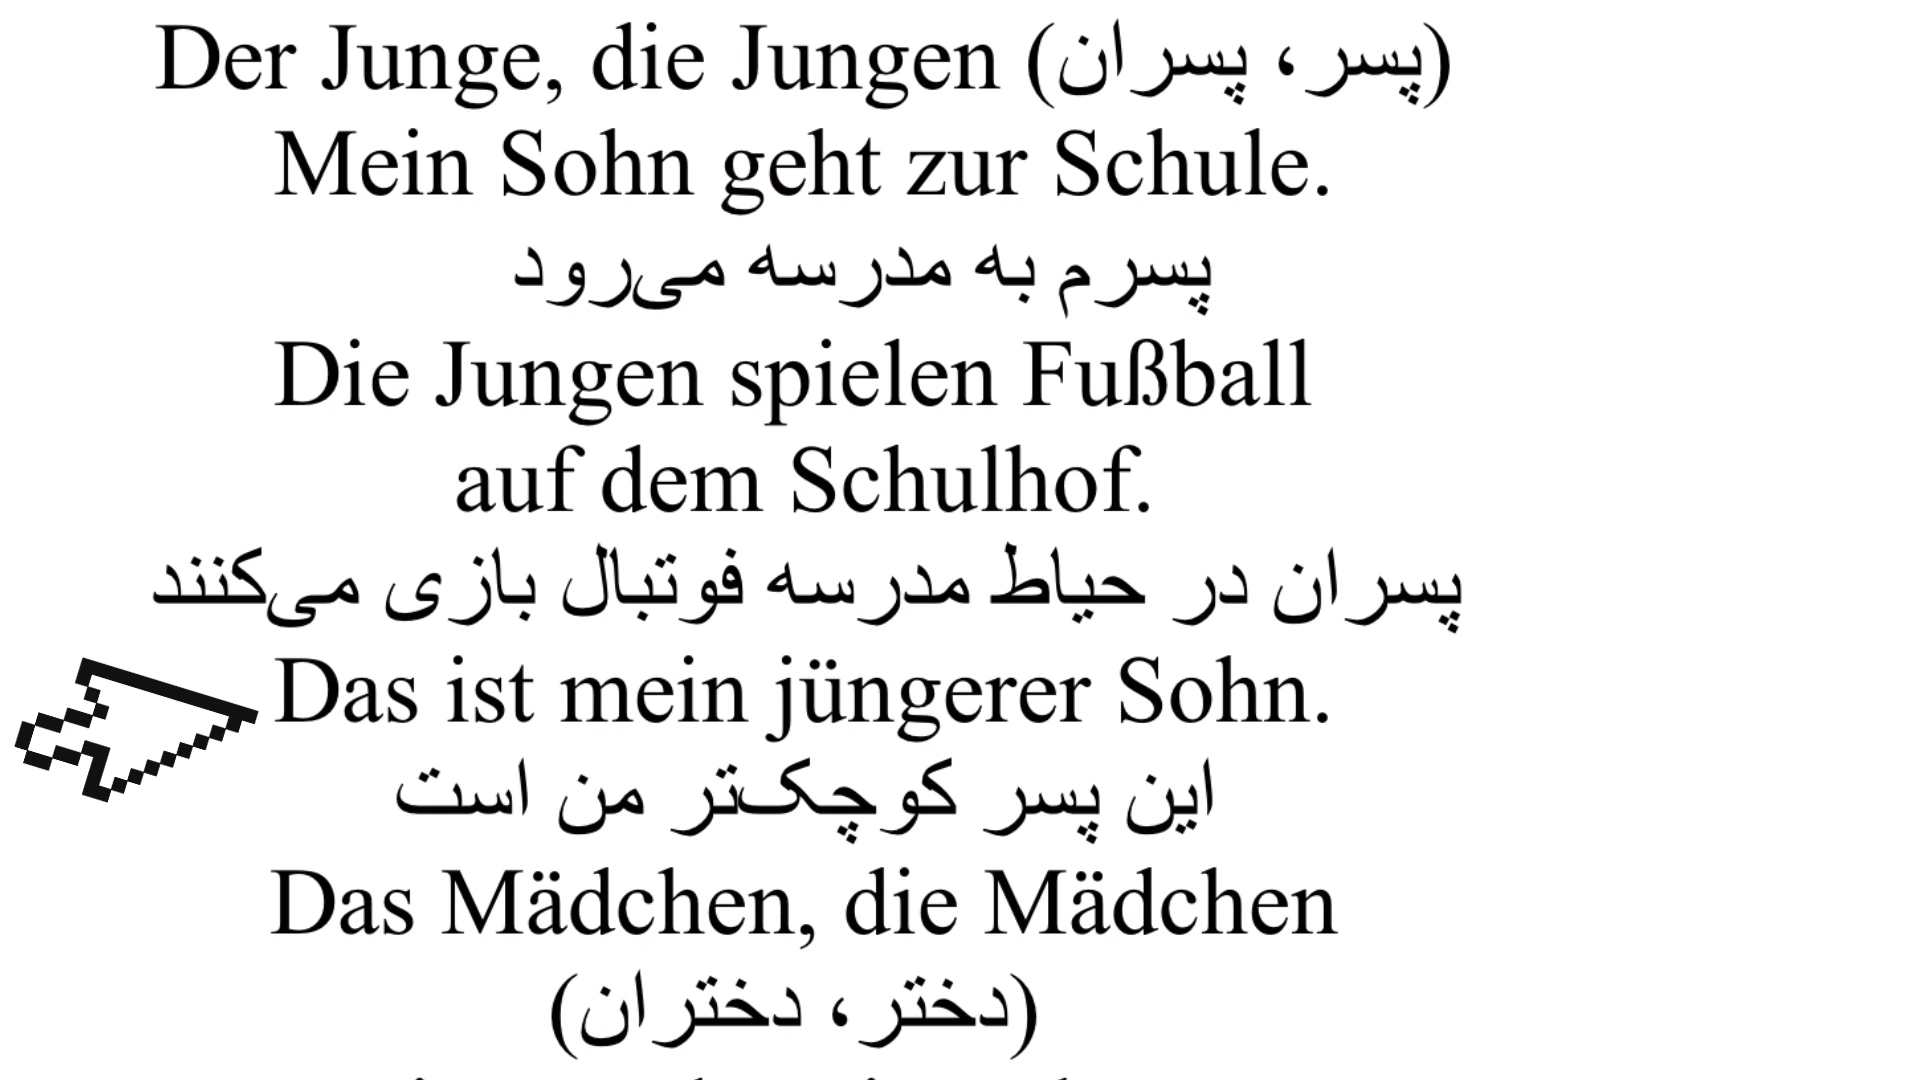 Der Junge, die Jungen (پسر، پسران)
Mein Sohn geht zur Schule.
پسرم به مدرسه می‌رود
Die Jungen spielen Fußball
auf dem Schulhof.
پسران در حیاط مدرسه فوتبال بازی می‌کنند
Das ist mein jüngerer Sohn.
این پسر کوچک‌تر من است
Das Mädchen, die Mädchen
(دختر، دختران)